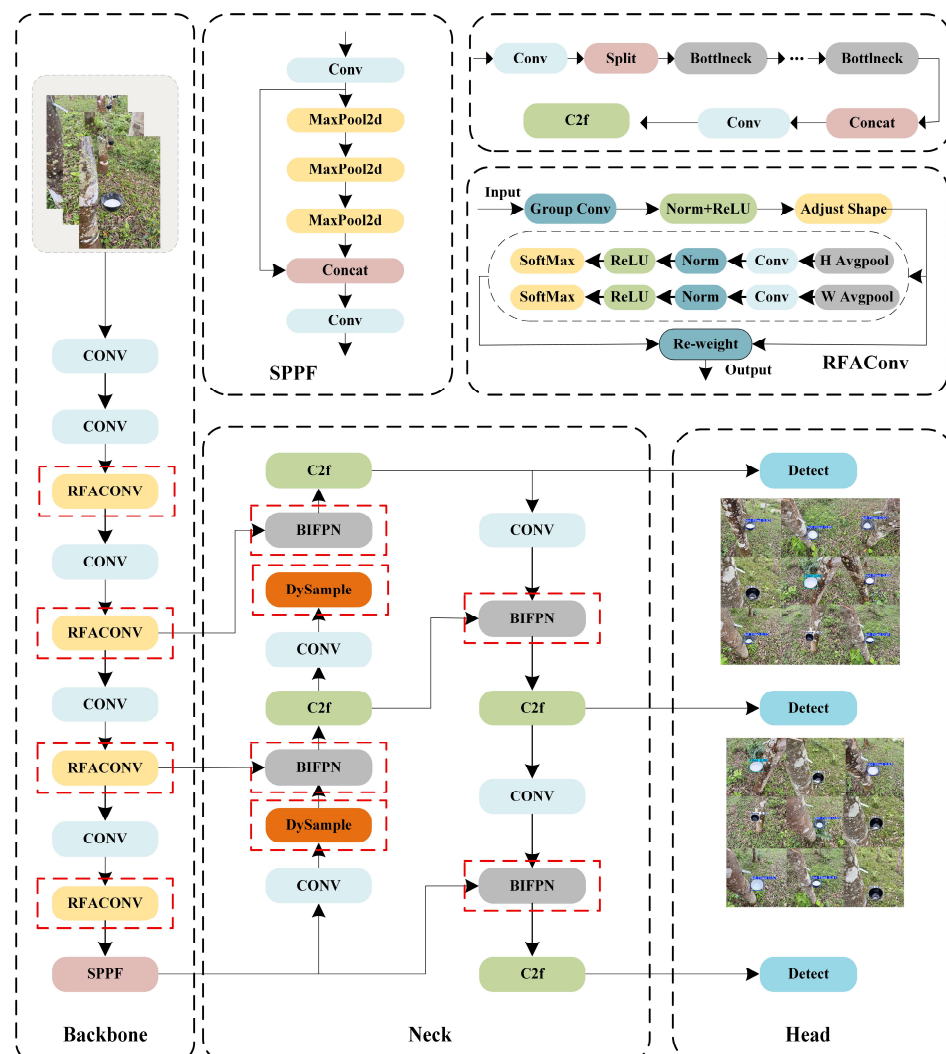 Conv
MaxPool2d
MaxPool2d
MaxPool2d
Concat
Conv
SPPF
Conv
Split
Bottlneck
...
Bottlneck
C2f
Conv
Concat
Input
Group Conv
Norm+ReLU
Adjust Shape
SoftMax
ReLU
Norm
Conv
H Avgpool
SoftMax
ReLU
Norm
Conv
W Avgpool
Re-weight
Output
RFAConv
CONV
CONV
RFACONV
CONV
RFACONV
CONV
RFACONV
CONV
RFACONV
SPPF
Backbone
C2f
BIFPN
DySample
CONV
C2f
BIFPN
DySample
CONV
CONV
BIFPN
C2f
CONV
BIFPN
C2f
Neck
Detect
Detect
Detect
Head